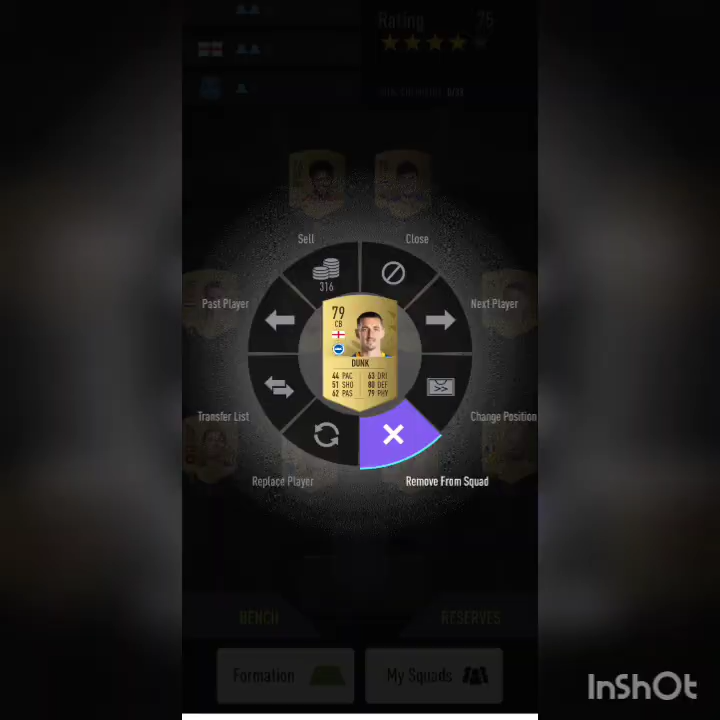 Rating 75
Sell
Close
316
Past Player
Next Player
79
CB
DUNK
44 PAC 63 DRI
51 SHO 80 DEF
62 PAS 79 PHY
Transfer List
Change Position
Replace Player
Remove From Squad
BENCH
RESERVES
Formation
My Squads
InShOt